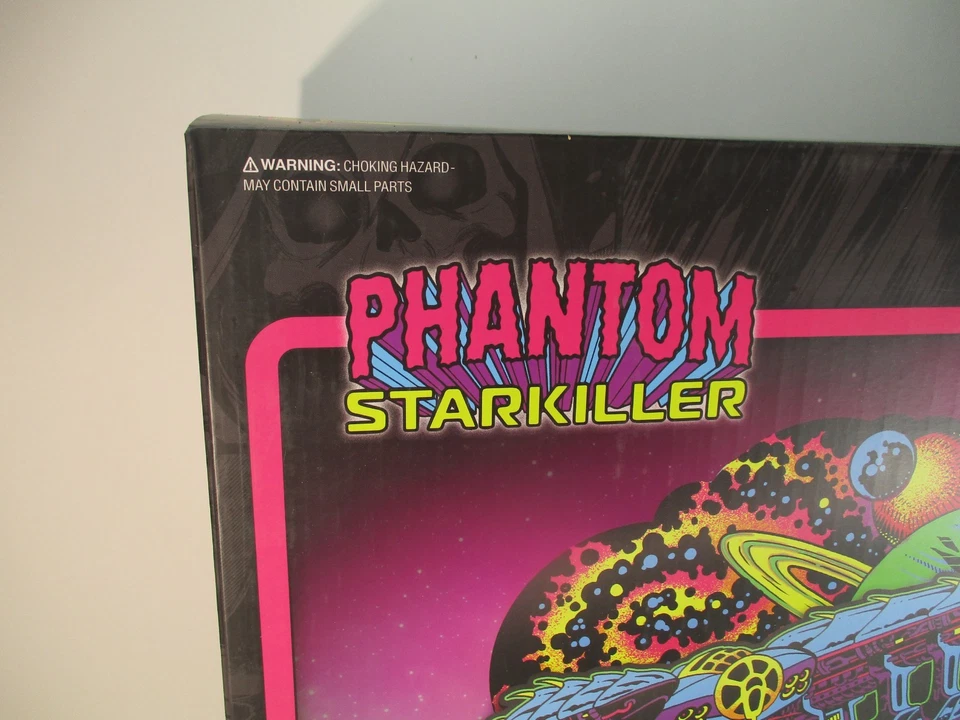 ⚠ WARNING: CHOKING HAZARD-
MAY CONTAIN SMALL PARTS
PHANTOM
STARKILLER